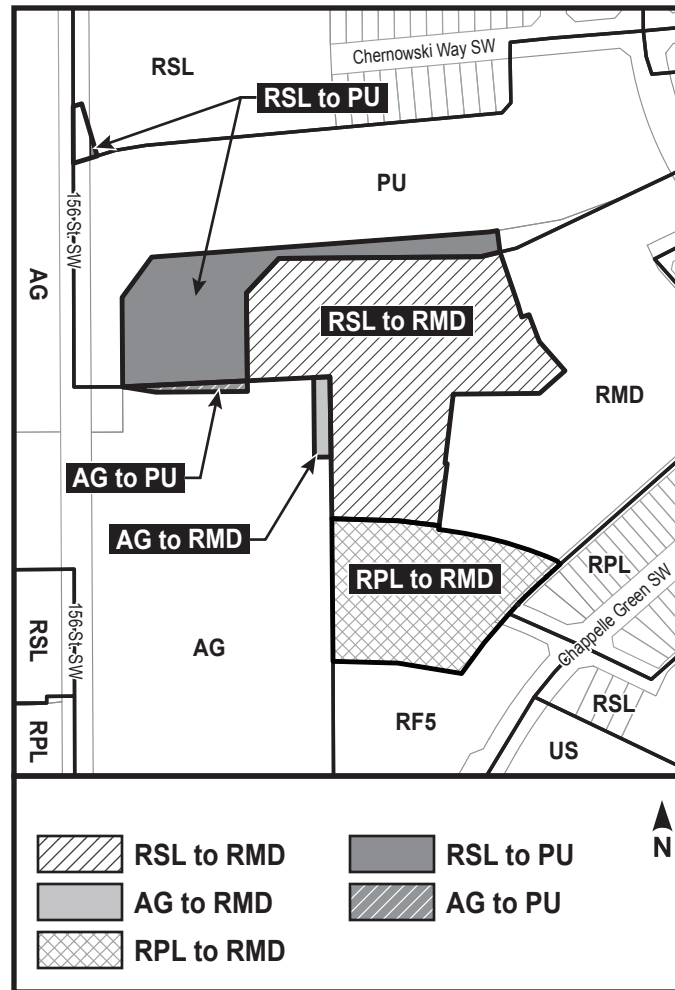 Chernowski Way SW
RSL
RSL to PU
PU
156 St. SW
AG
RSL to RMD
RMD
AG to PU
AG to RMD
RPL to RMD
RPL
Chappelle Green SW
RSL
156 St. SW
AG
RSL
RPL
RF5
US
N
RSL to RMD
RSL to PU
AG to RMD
AG to PU
RPL to RMD